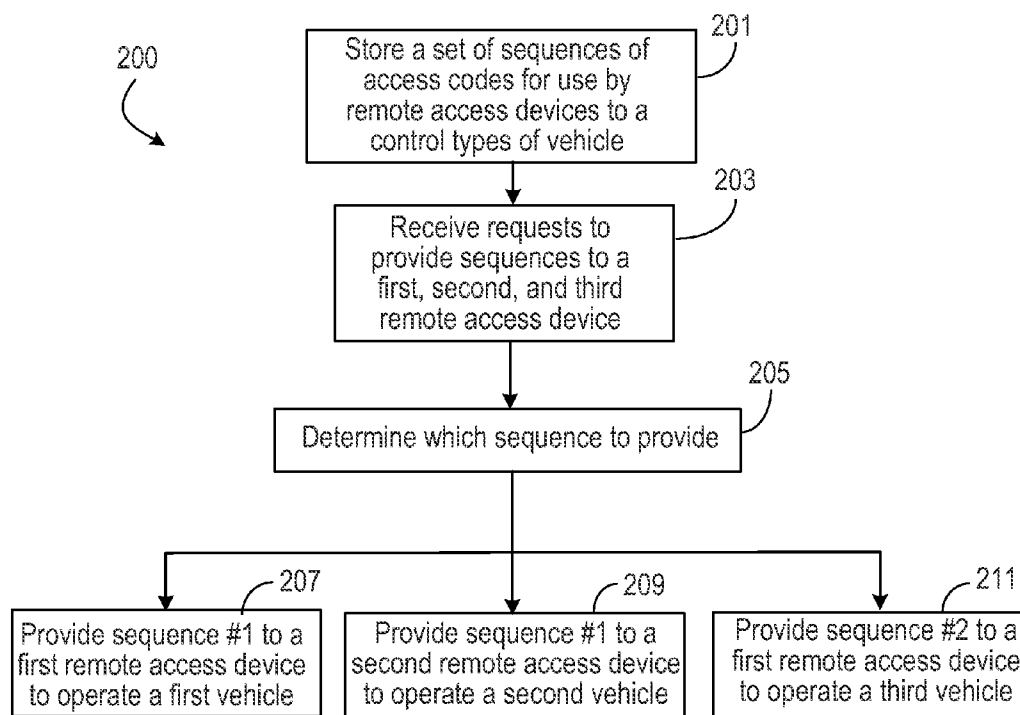 200
201
Store a set of sequences of
access codes for use by
remote access devices to a
control types of vehicle
203
Receive requests to
provide sequences to a
first, second, and third
remote access device
205
Determine which sequence to provide
207
Provide sequence #1 to a
first remote access device
to operate a first vehicle
209
Provide sequence #1 to a
second remote access device
to operate a second vehicle
211
Provide sequence #2 to a
first remote access device
to operate a third vehicle